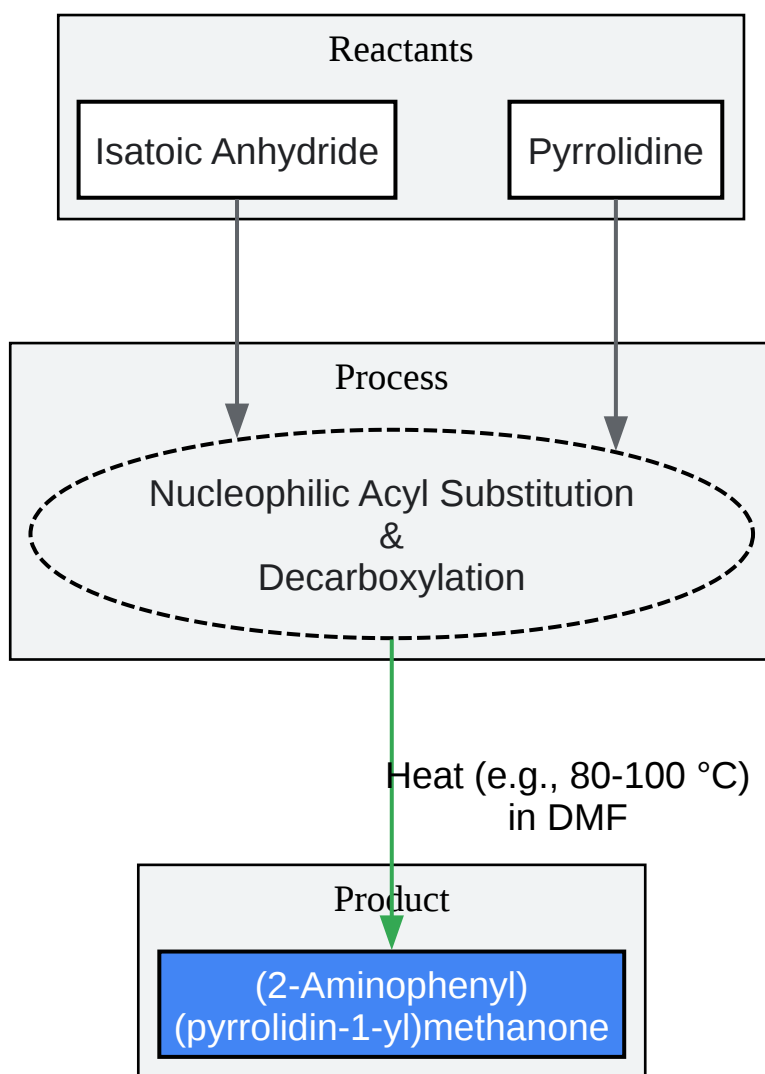 Reactants
Isatoic Anhydride
Pyrrolidine
Process
Nucleophilic Acyl Substitution
&
Decarboxylation
Heat (e.g., 80-100 °C)
in DMF
Product
(2-Aminophenyl)
(pyrrolidin-1-yl)methanone